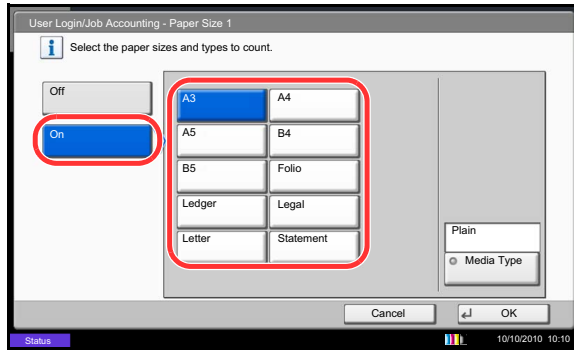 User Login/Job Accounting - Paper Size 1
Select the paper sizes and types to count.
Off
On
A3 A4
A5 B4
B5 Folio
Ledger Legal
Letter Statement
Plain
Media Type
Cancel OK
Status 10/10/2010 10:10